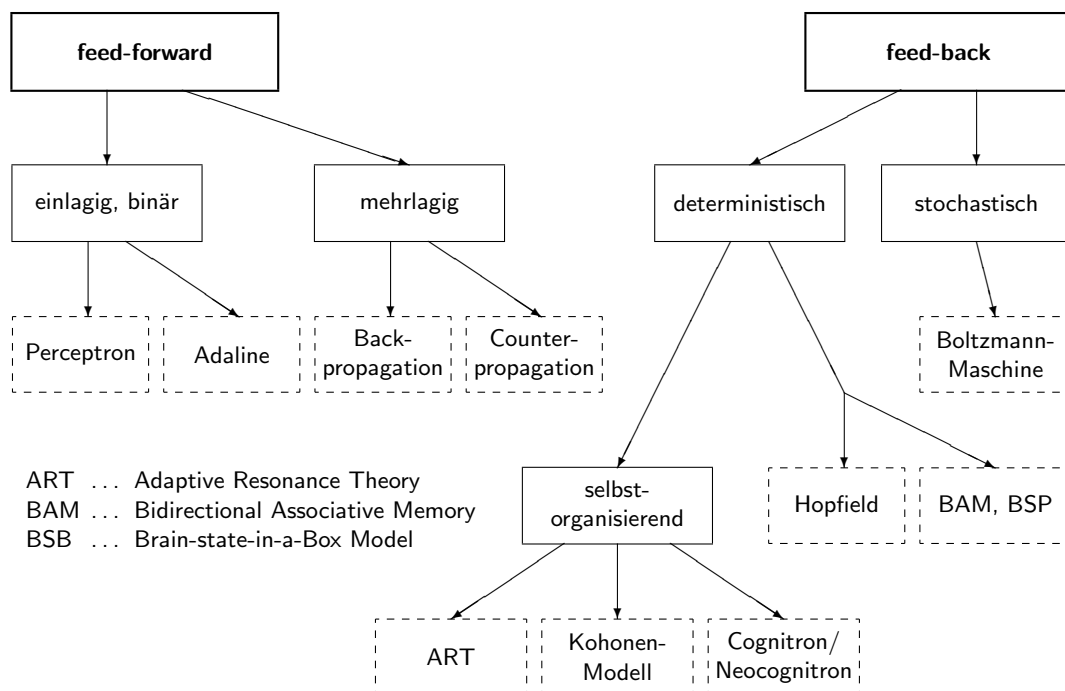 feed-forward
feed-back
einlagig, binär
mehrlagig
deterministisch
stochastisch
Perceptron
Adaline
Back-
propagation
Counter-
propagation
Boltzmann-
Maschine
ART ... Adaptive Resonance Theory
BAM ... Bidirectional Associative Memory
BSB ... Brain-state-in-a-Box Model
selbst-
organisierend
Hopfield
BAM, BSP
ART
Kohonen-
Modell
Cognitron/
Neocognitron